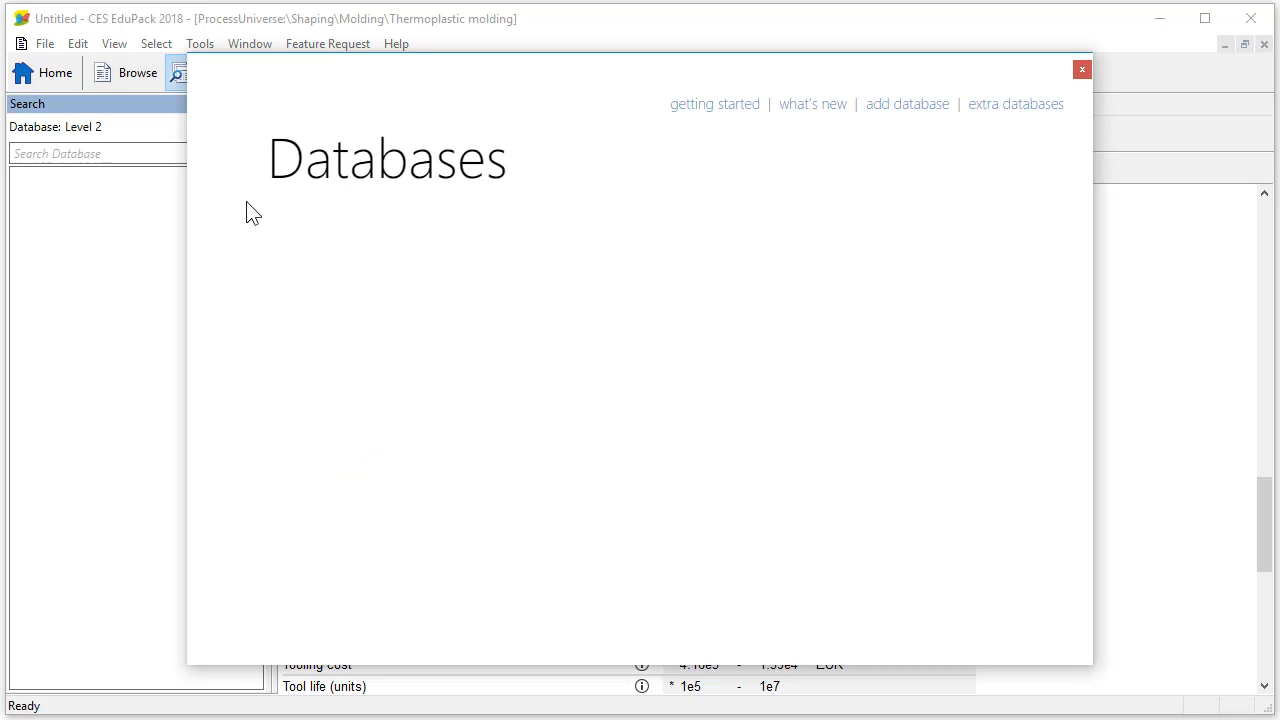 Untitled - CES EduPack 2018 - [ProcessUniverse:\Shaping\Molding\Thermoplastic molding]
File Edit View Select Tools Window Feature Request Help
Home Browse
Search
Database: Level 2
Search Database
x
getting started | what's new | add database | extra databases
Databases
Tool life (units) * 1e5 - 1e7
Ready